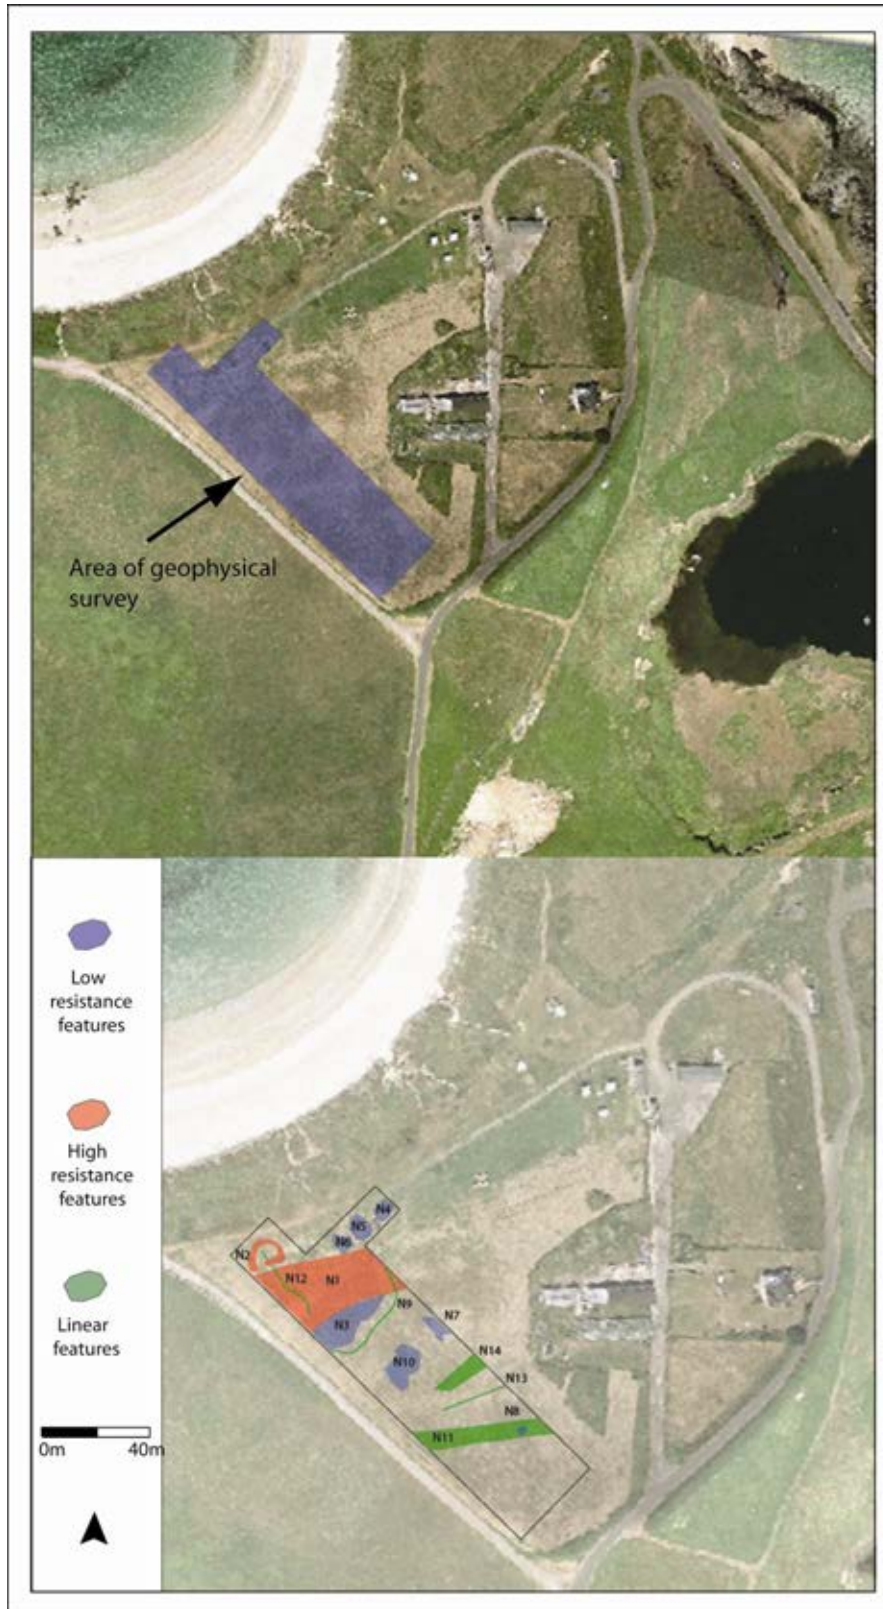 Area of geophysical
survey
Low
resistance
features
High
resistance
features
Linear
features
0m 40m
N4
N5
N6
N2
N12
N1
N9
N3
N7
N10
N14
N13
N8
N11